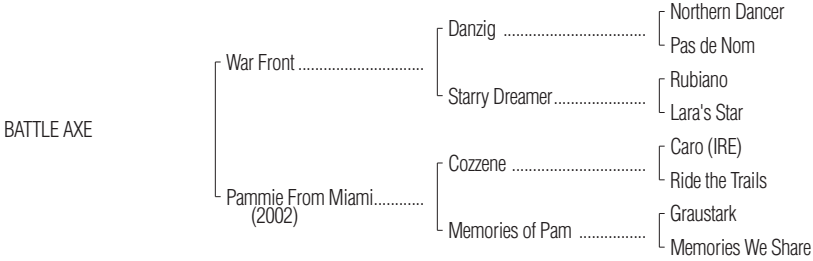 Northern Dancer
Danzig ..................................
Pas de Nom
War Front ..............................
Rubiano
Starry Dreamer......................
Lara's Star
BATTLE AXE
Caro (IRE)
Cozzene ................................
Ride the Trails
Pammie From Miami............
(2002)
Graustark
Memories of Pam ................
Memories We Share